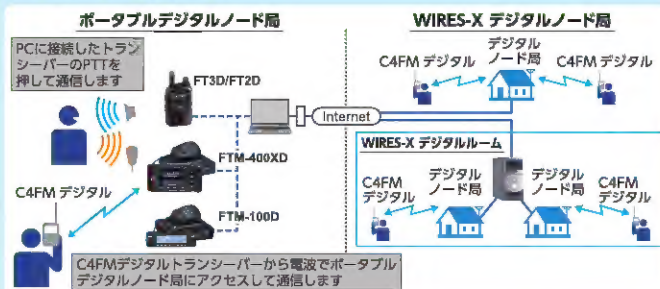 ポータブルデジタルノード局
WIRES-X デジタルノード局
PCに接続したトラン
シーバーのPTTを
押して通信します
FT3D/FT2D
FTM-400XD
FTM-100D
C4FM デジタル
Internet
C4FM デジタル
デジタル
ノード局
C4FM デジタル
WIRES-X デジタルルーム
C4FM
デジタル
デジタル
ノード局
デジタル
ノード局
C4FM
デジタル
C4FMデジタルトランシーバーから電波でポータブル
デジタルノード局にアクセスして通信します